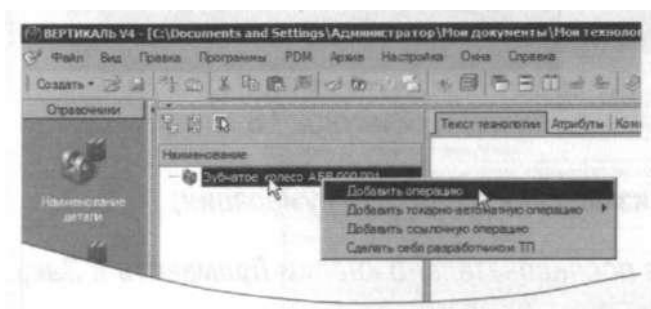 ВЕРТИКАЛЬ V4 - [C:\Documents and Settings\Администратор\Мои документы\Мои техноло
Файл Вид Правка Программы PDM Архив Настройка Окна Справка
Создать
Справочники
Текст технологии Атрибуты Ком
Наименование
Зубчатое колесо АБВ 000.001
Наименование детали
Добавить операцию
Добавить токарно-автоматную операцию
Добавить ссылочную операцию
Сделать себя разработчиком ТП